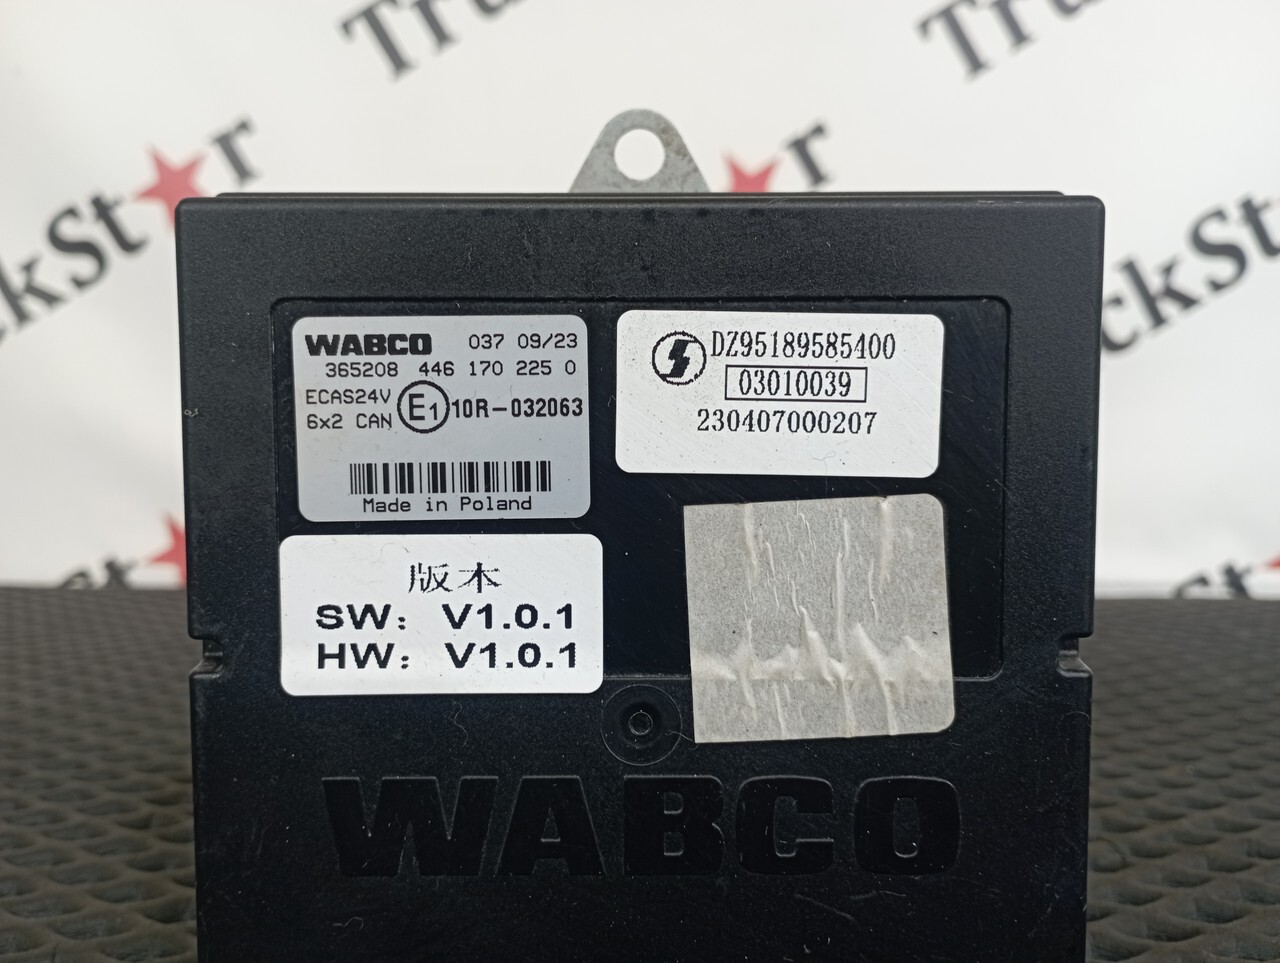 WABCO 037 09/23
365208 446 170 225 0
ECAS24V
6x2 CAN E1 10R-032063
Made in Poland
DZ95189585400
03010039
230407000207
版本
SW: V1.0.1
HW: V1.0.1
WABCO